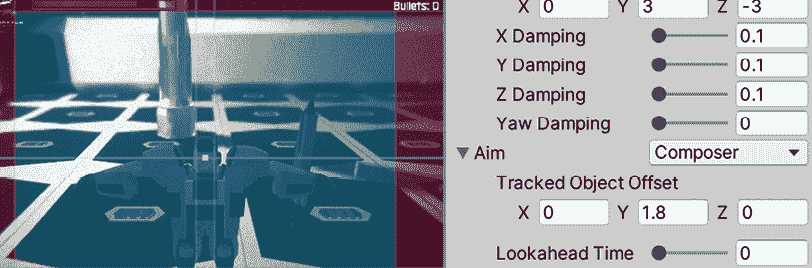 Bullets: 0
X 0 Y 3 Z -3
X Damping 0.1
Y Damping 0.1
Z Damping 0.1
Yaw Damping 0
Aim Composer
Tracked Object Offset
X 0 Y 1.8 Z 0
Lookahead Time 0